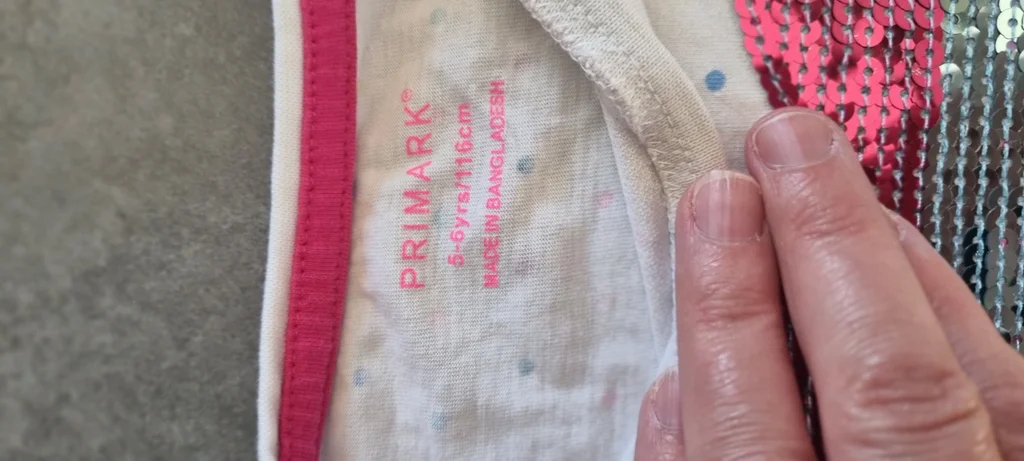 PRIMARK®
5-6yrs/116cm
MADE IN BANGLADESH